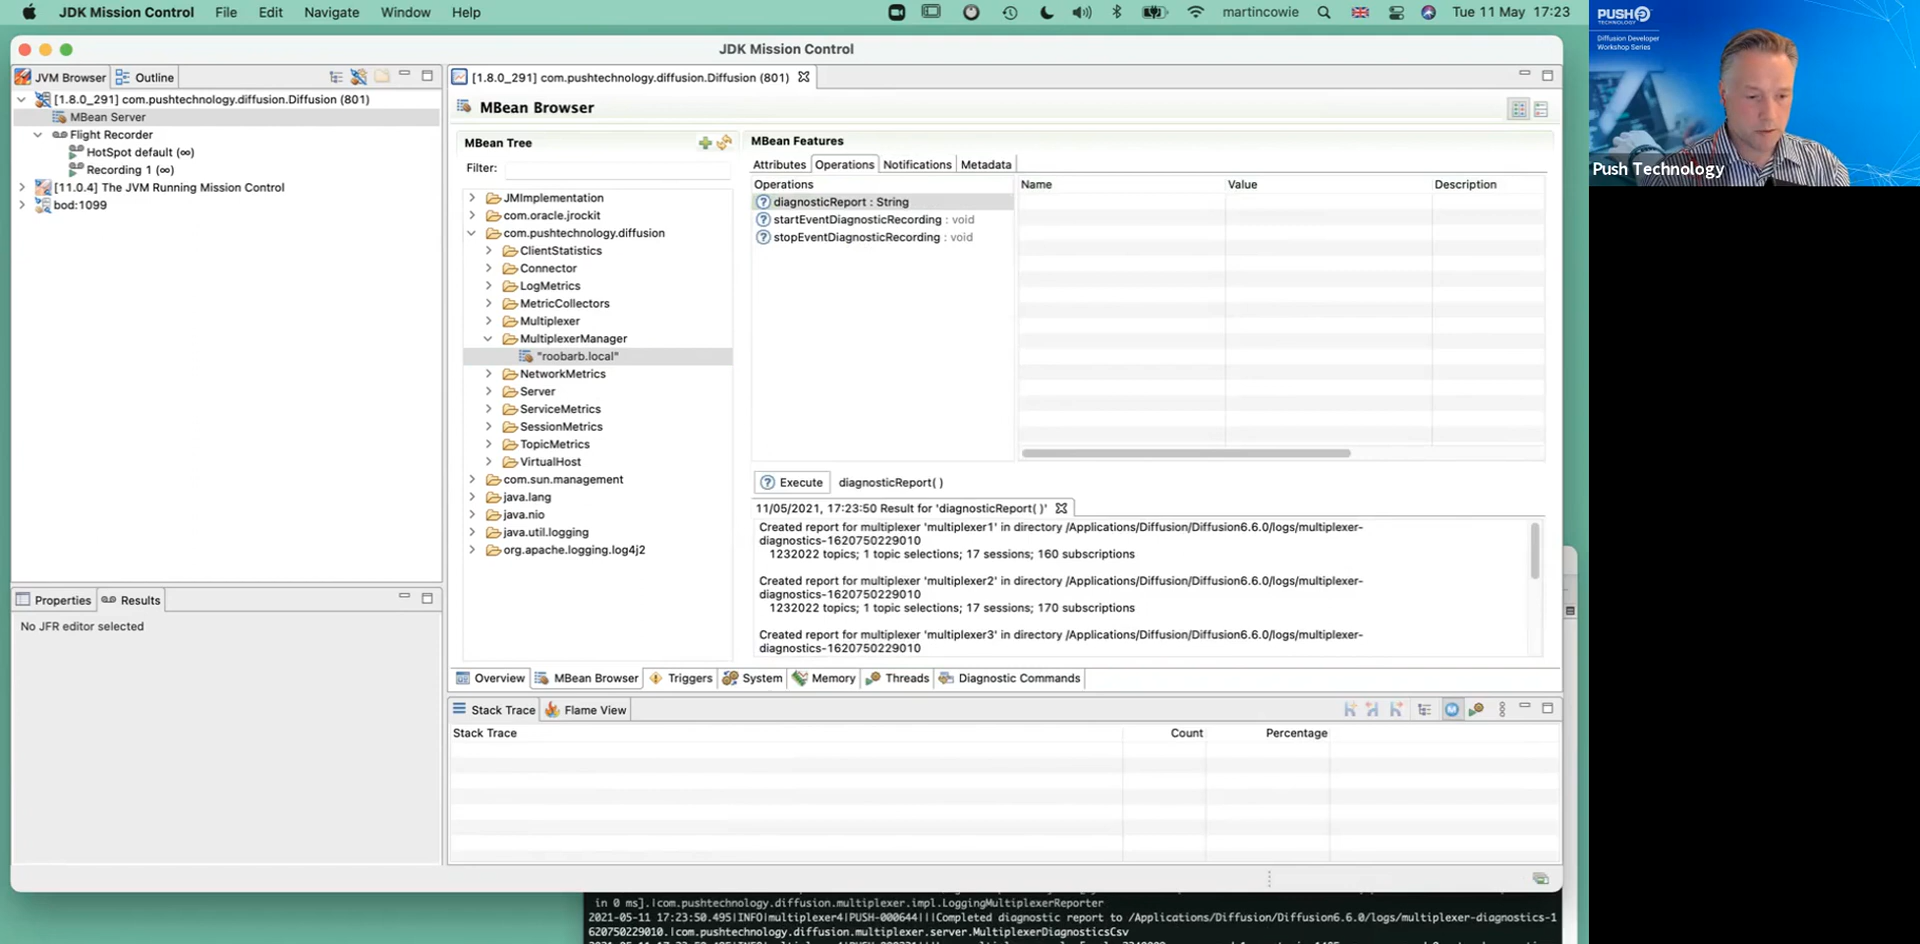 JDK Mission Control File Edit Navigate Window Help martincowie Tue 11 May 17:23
JDK Mission Control
JVM Browser Outline
[1.8.0_291] com.pushtechnology.diffusion.Diffusion (801)
MBean Server
Flight Recorder
HotSpot default (∞)
Recording 1 (∞)
[11.0.4] The JVM Running Mission Control
bod:1099
Properties Results
No JFR editor selected
[1.8.0_291] com.pushtechnology.diffusion.Diffusion (801)
MBean Browser
MBean Tree
Filter:
JMImplementation
com.oracle.jrockit
com.pushtechnology.diffusion
ClientStatistics
Connector
LogMetrics
MetricCollectors
Multiplexer
MultiplexerManager
"roobarb.local"
NetworkMetrics
Server
ServiceMetrics
SessionMetrics
TopicMetrics
VirtualHost
com.sun.management
java.lang
java.nio
java.util.logging
org.apache.logging.log4j2
MBean Features
Attributes Operations Notifications Metadata
Operations Name Value Description
diagnosticReport : String
startEventDiagnosticRecording : void
stopEventDiagnosticRecording : void
Execute diagnosticReport( )
11/05/2021, 17:23:50 Result for 'diagnosticReport( )'
Created report for multiplexer 'multiplexer1' in directory /Applications/Diffusion/Diffusion6.6.0/logs/multiplexer-
diagnostics-1620750229010
1232022 topics; 1 topic selections; 17 sessions; 160 subscriptions
Created report for multiplexer 'multiplexer2' in directory /Applications/Diffusion/Diffusion6.6.0/logs/multiplexer-
diagnostics-1620750229010
1232022 topics; 1 topic selections; 17 sessions; 170 subscriptions
Created report for multiplexer 'multiplexer3' in directory /Applications/Diffusion/Diffusion6.6.0/logs/multiplexer-
diagnostics-1620750229010
Overview MBean Browser Triggers System Memory Threads Diagnostic Commands
Stack Trace Flame View
Stack Trace Count Percentage
in 0 ms].|com.pushtechnology.diffusion.multiplexer.impl.LoggingMultiplexerReporter
2021-05-11 17:23:50.495|INFO|multiplexer4|PUSH-000644|||Completed diagnostic report to /Applications/Diffusion/Diffusion6.6.0/logs/multiplexer-diagnostics-1
620750229010.|com.pushtechnology.diffusion.multiplexer.server.MultiplexerDiagnosticsCsv
PUSH
TECHNOLOGY
Diffusion Developer
Workshop Series
Push Technology